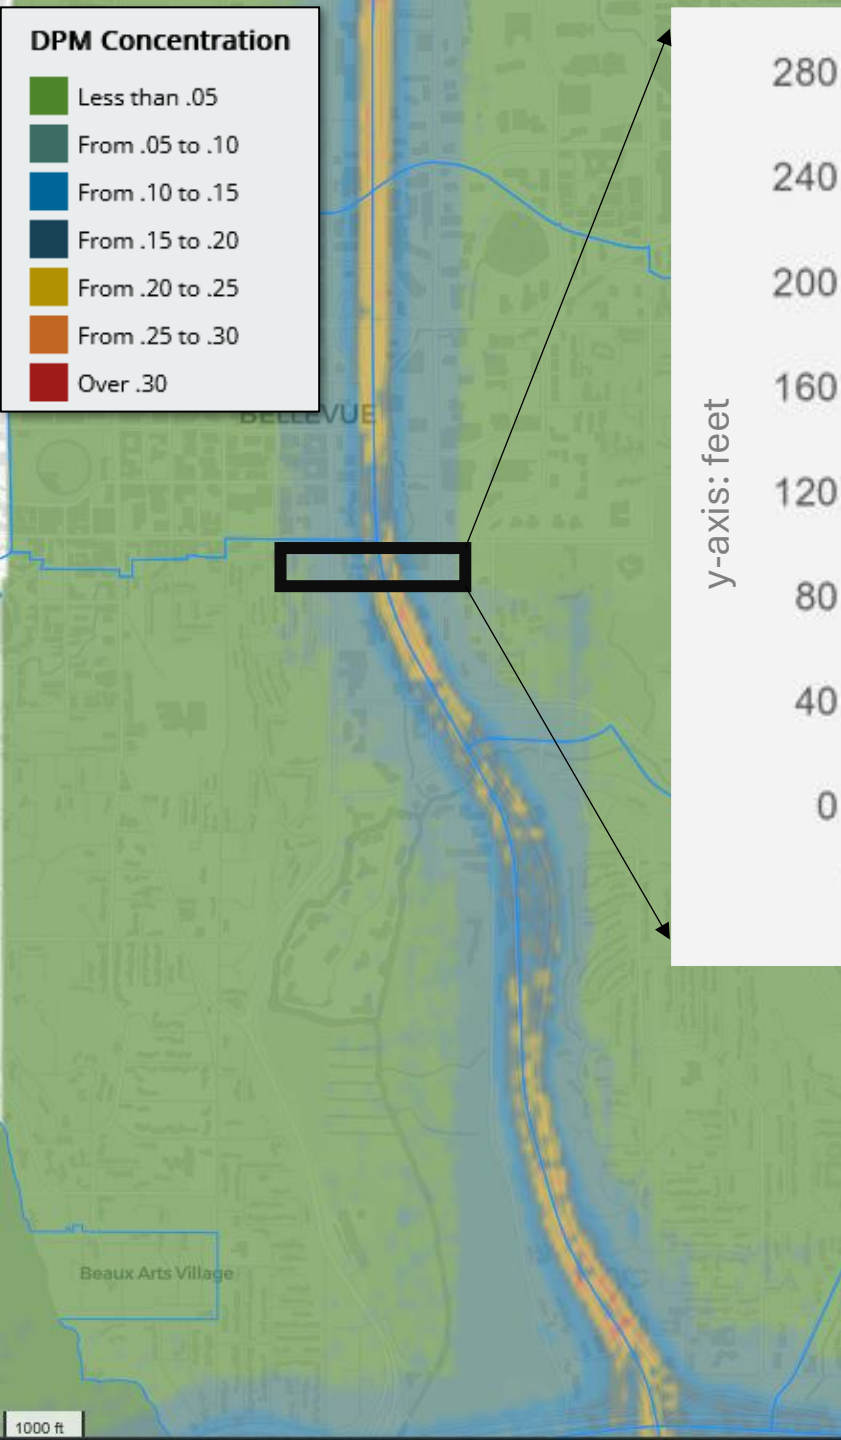 DPM Concentration
Less than .05
From .05 to .10
From .10 to .15
From .15 to .20
From .20 to .25
From .25 to .30
Over .30
BELLEVUE
Beaux Arts Village
1000 ft
y-axis: feet
280
240
200
160
120
80
40
0